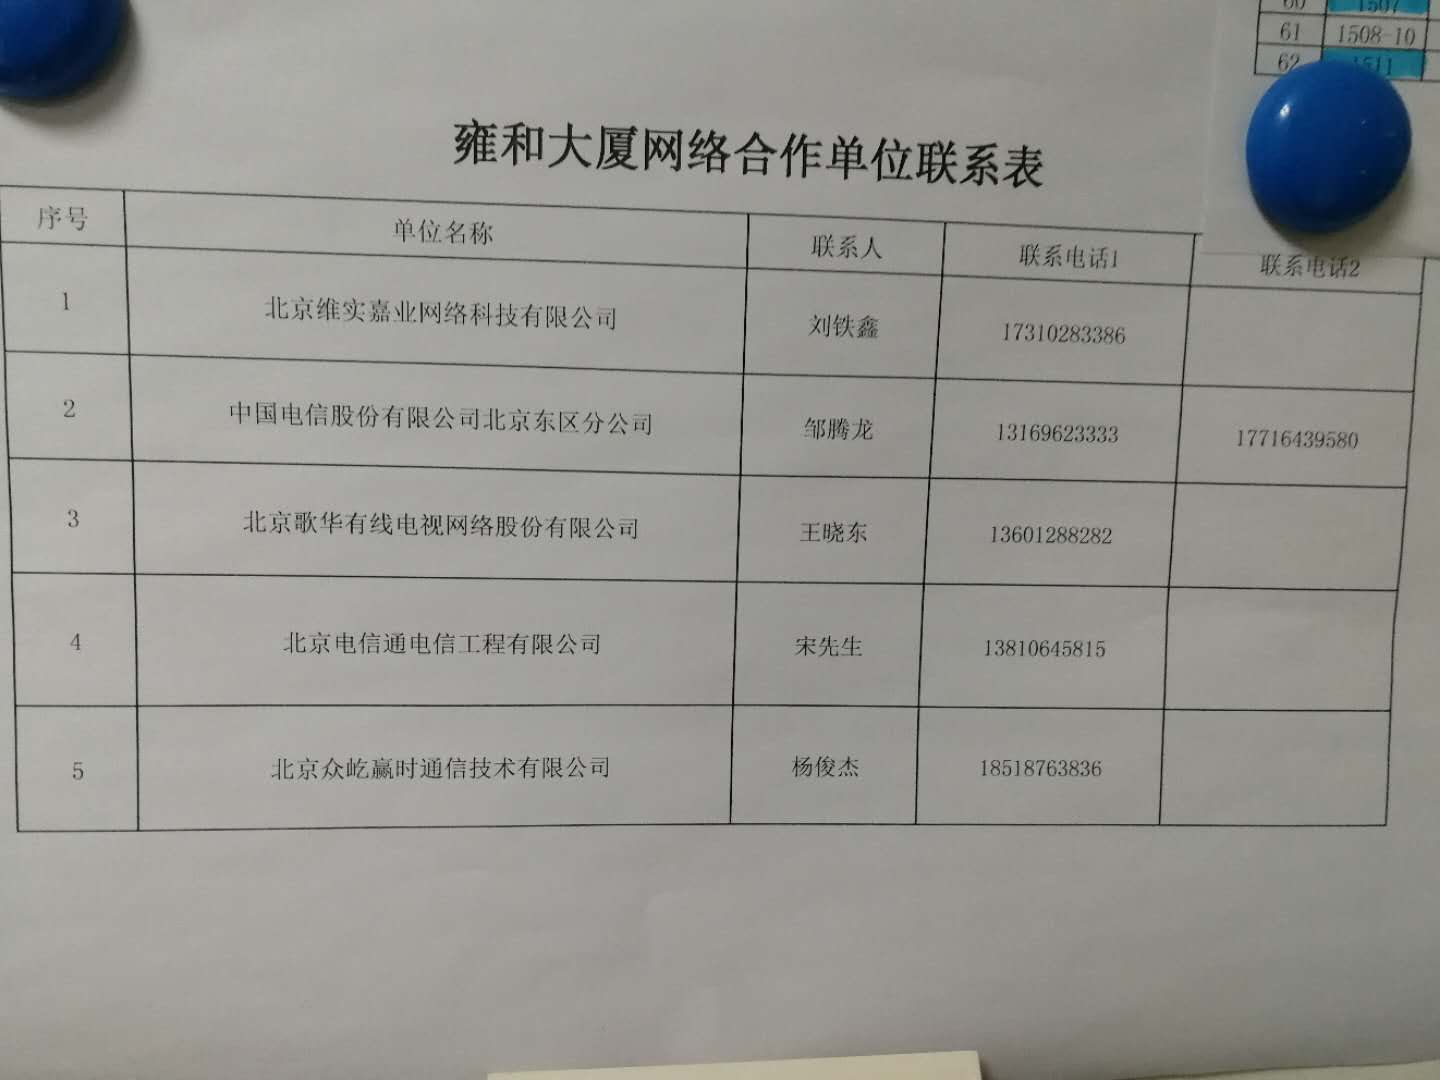 60 1507
61 1508-10
62 1511
雍和大厦网络合作单位联系表
序号 单位名称 联系人 联系电话1 联系电话2
1 北京维实嘉业网络科技有限公司 刘铁鑫 17310283386
2 中国电信股份有限公司北京东区分公司 邹腾龙 13169623333 17716439580
3 北京歌华有线电视网络股份有限公司 王晓东 13601288282
4 北京电信通电信工程有限公司 宋先生 13810645815
5 北京众屹赢时通信技术有限公司 杨俊杰 18518763836